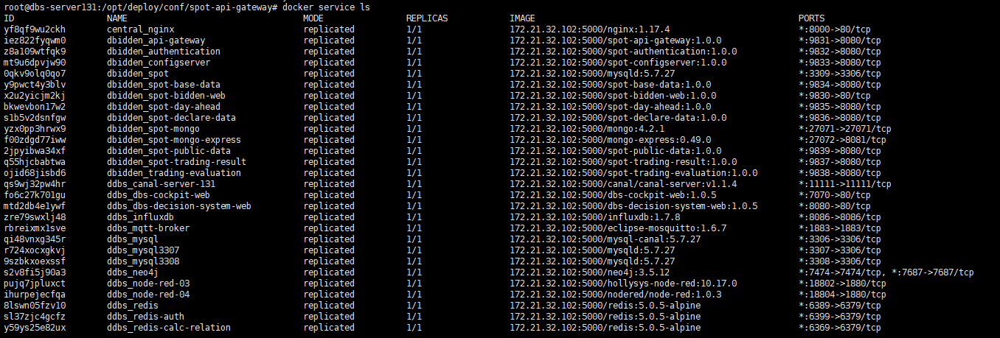 root@dbs-server131:/opt/deploy/conf/spot-api-gateway# docker service ls
ID NAME MODE REPLICAS IMAGE PORTS
yf8qf9wu2ckh central_nginx replicated 1/1 172.21.32.102:5000/nginx:1.17.4 *:8000->80/tcp
iez822fyqwm0 dbidden_api-gateway replicated 1/1 172.21.32.102:5000/spot-api-gateway:1.0.0 *:9831->8080/tcp
z8a109wtfqk9 dbidden_authentication replicated 1/1 172.21.32.102:5000/spot-authentication:1.0.0 *:9832->8080/tcp
mt9u6dpvjw90 dbidden_configserver replicated 1/1 172.21.32.102:5000/spot-configserver:1.0.0 *:9833->8080/tcp
0qkv9olq0qo7 dbidden_spot replicated 1/1 172.21.32.102:5000/mysqld:5.7.27 *:3309->3306/tcp
y9pwct4y3blv dbidden_spot-base-data replicated 1/1 172.21.32.102:5000/spot-base-data:1.0.0 *:9834->8080/tcp
x2u2yicjm2kj dbidden_spot-bidden-web replicated 1/1 172.21.32.102:5000/spot-bidden-web:1.0.0 *:9830->80/tcp
bkwevbon17w2 dbidden_spot-day-ahead replicated 1/1 172.21.32.102:5000/spot-day-ahead:1.0.0 *:9835->8080/tcp
s1b5v2dsnfgw dbidden_spot-declare-data replicated 1/1 172.21.32.102:5000/spot-declare-data:1.0.0 *:9836->8080/tcp
yzx0pp3hrwx9 dbidden_spot-mongo replicated 1/1 172.21.32.102:5000/mongo:4.2.1 *:27071->27071/tcp
f00zdgd77iww dbidden_spot-mongo-express replicated 1/1 172.21.32.102:5000/mongo-express:0.49.0 *:27072->8081/tcp
2jpyibwa34xf dbidden_spot-public-data replicated 1/1 172.21.32.102:5000/spot-public-data:1.0.0 *:9839->8080/tcp
q55hjcbabtwa dbidden_spot-trading-result replicated 1/1 172.21.32.102:5000/spot-trading-result:1.0.0 *:9837->8080/tcp
ojid68jisbd6 dbidden_trading-evaluation replicated 1/1 172.21.32.102:5000/spot-trading-evaluation:1.0.0 *:9838->8080/tcp
qs9wj32pw4hr ddbs_canal-server-131 replicated 1/1 172.21.32.102:5000/canal/canal-server:v1.1.4 *:11111->11111/tcp
fo6c27k701gu ddbs_dbs-cockpit-web replicated 1/1 172.21.32.102:5000/dbs-cockpit-web:1.0.5 *:7070->80/tcp
mtd2db4e1ywf ddbs_dbs-decision-system-web replicated 1/1 172.21.32.102:5000/dbs-decision-system-web:1.0.5 *:8080->80/tcp
zre79swxlj48 ddbs_influxdb replicated 1/1 172.21.32.102:5000/influxdb:1.7.8 *:8086->8086/tcp
rbreixmx1sve ddbs_mqtt-broker replicated 1/1 172.21.32.102:5000/eclipse-mosquitto:1.6.7 *:1883->1883/tcp
qi48vnxg345r ddbs_mysql replicated 1/1 172.21.32.102:5000/mysql-canal:5.7.27 *:3306->3306/tcp
r724xocxgkvj ddbs_mysql3307 replicated 1/1 172.21.32.102:5000/mysqld:5.7.27 *:3307->3306/tcp
9szbkxoexssf ddbs_mysql3308 replicated 1/1 172.21.32.102:5000/mysqld:5.7.27 *:3308->3306/tcp
s2v8fi5j90a3 ddbs_neo4j replicated 1/1 172.21.32.102:5000/neo4j:3.5.12 *:7474->7474/tcp, *:7687->7687/tcp
pujq7jpluxct ddbs_node-red-03 replicated 1/1 172.21.32.102:5000/hollysys-node-red:10.17.0 *:18802->1880/tcp
ihurpejecfqa ddbs_node-red-04 replicated 1/1 172.21.32.102:5000/nodered/node-red:1.0.3 *:18804->1880/tcp
8lswn05fzv10 ddbs_redis replicated 1/1 172.21.32.102:5000/redis:5.0.5-alpine *:6389->6379/tcp
sl37zjc4gcfz ddbs_redis-auth replicated 1/1 172.21.32.102:5000/redis:5.0.5-alpine *:6399->6379/tcp
y59ys25e82ux ddbs_redis-calc-relation replicated 1/1 172.21.32.102:5000/redis:5.0.5-alpine *:6369->6379/tcp